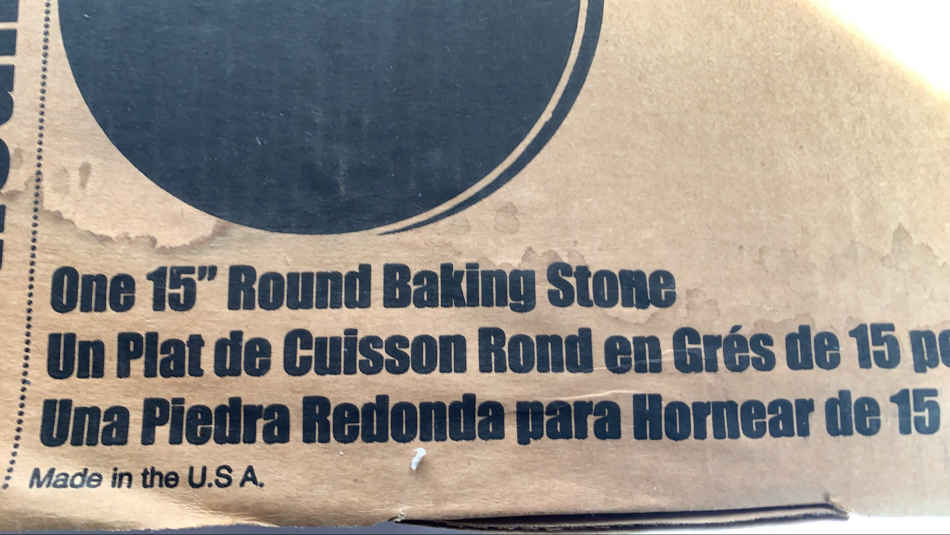 One 15” Round Baking Stone
Un Plat de Cuisson Rond en Grés de 15
Una Piedra Redonda para Hornear de 15
Made in the U.S A.